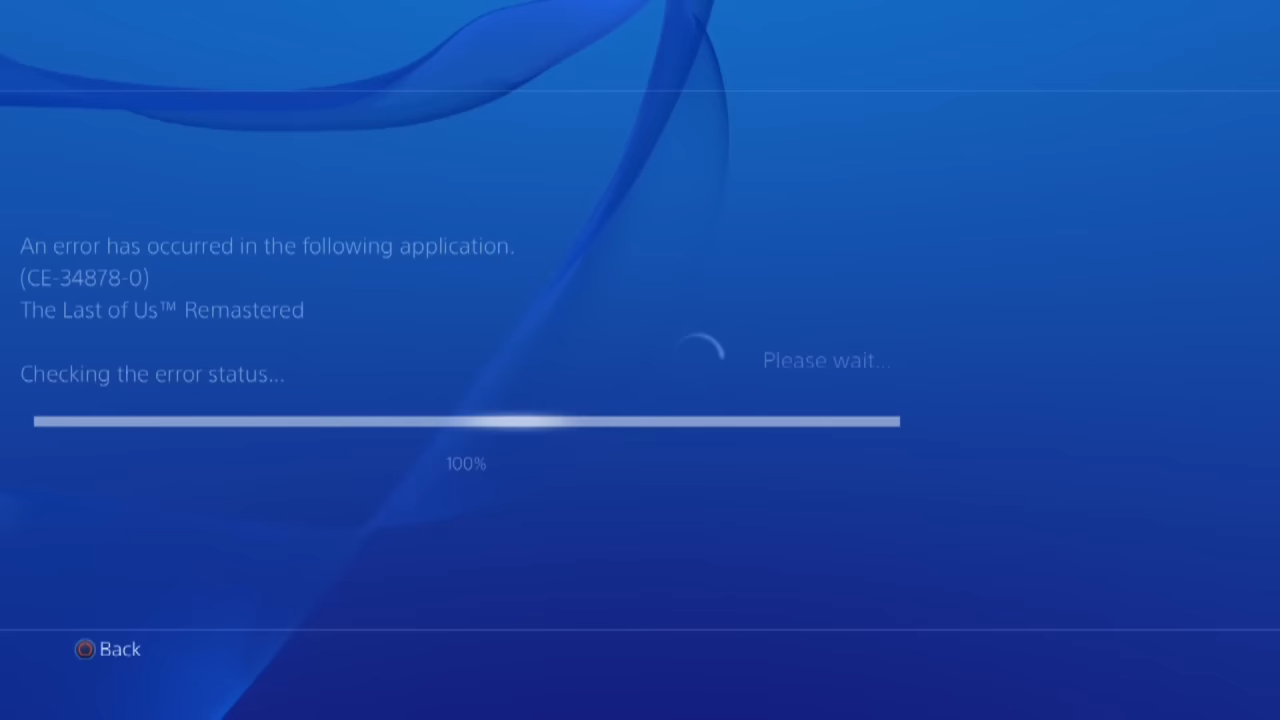 An error has occurred in the following application.
(CE-34878-0)
The Last of Us™ Remastered
Please wait...
Checking the error status...
100%
Back